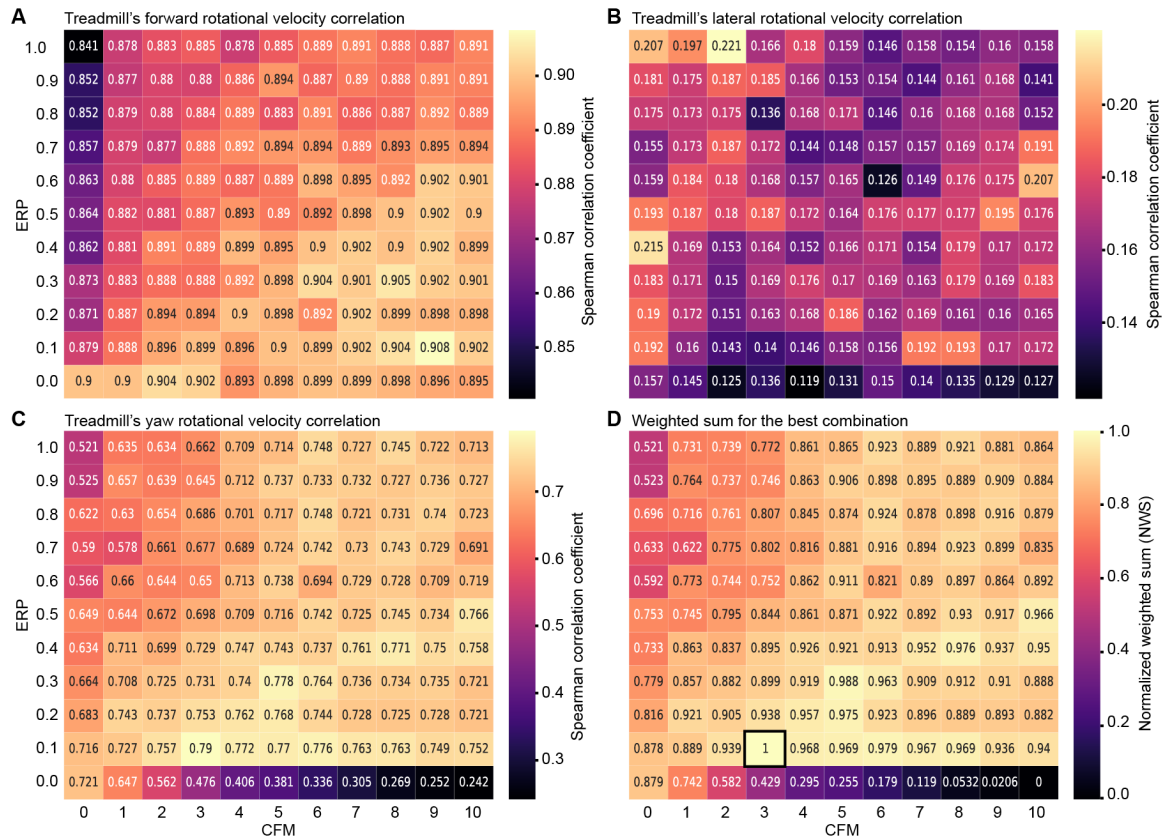 A Treadmill's forward rotational velocity correlation
1.0 0.841 0.878 0.883 0.885 0.878 0.885 0.889 0.891 0.888 0.887 0.891
0.9 0.852 0.877 0.88 0.88 0.886 0.894 0.887 0.89 0.888 0.891 0.891
0.8 0.852 0.879 0.88 0.884 0.889 0.883 0.891 0.886 0.887 0.892 0.889
0.7 0.857 0.879 0.877 0.888 0.892 0.894 0.894 0.889 0.893 0.895 0.894
0.6 0.863 0.88 0.885 0.889 0.887 0.889 0.898 0.895 0.892 0.902 0.901
0.5 0.864 0.882 0.881 0.887 0.893 0.89 0.892 0.898 0.9 0.902 0.9
0.4 0.862 0.881 0.891 0.889 0.899 0.895 0.9 0.902 0.9 0.902 0.899
0.3 0.873 0.883 0.888 0.888 0.892 0.898 0.904 0.901 0.905 0.902 0.901
0.2 0.871 0.887 0.894 0.894 0.9 0.898 0.892 0.902 0.899 0.898 0.898
0.1 0.879 0.888 0.896 0.899 0.896 0.9 0.899 0.902 0.904 0.908 0.902
0.0 0.9 0.9 0.904 0.902 0.893 0.898 0.899 0.899 0.898 0.896 0.895
ERP
0.90
0.89
0.88
0.87
0.86
0.85
Spearman correlation coefficient
B Treadmill's lateral rotational velocity correlation
0.207 0.197 0.221 0.166 0.18 0.159 0.146 0.158 0.154 0.16 0.158
0.181 0.175 0.187 0.185 0.166 0.153 0.154 0.144 0.161 0.168 0.141
0.175 0.173 0.175 0.136 0.168 0.171 0.146 0.16 0.168 0.168 0.152
0.155 0.173 0.187 0.172 0.144 0.148 0.157 0.157 0.169 0.174 0.191
0.159 0.184 0.18 0.168 0.157 0.165 0.126 0.149 0.176 0.175 0.207
0.193 0.187 0.18 0.187 0.172 0.164 0.176 0.177 0.177 0.195 0.176
0.215 0.169 0.153 0.164 0.152 0.166 0.171 0.154 0.179 0.17 0.172
0.183 0.171 0.15 0.169 0.176 0.17 0.169 0.163 0.179 0.169 0.183
0.19 0.172 0.151 0.163 0.168 0.186 0.162 0.169 0.161 0.16 0.165
0.192 0.16 0.143 0.14 0.146 0.158 0.156 0.192 0.193 0.17 0.172
0.157 0.145 0.125 0.136 0.119 0.131 0.15 0.14 0.135 0.129 0.127
0.20
0.18
0.16
0.14
Spearman correlation coefficient
C Treadmill's yaw rotational velocity correlation
1.0 0.521 0.635 0.634 0.662 0.709 0.714 0.748 0.727 0.745 0.722 0.713
0.9 0.525 0.657 0.639 0.645 0.712 0.737 0.733 0.732 0.727 0.736 0.727
0.8 0.622 0.63 0.654 0.686 0.701 0.717 0.748 0.721 0.731 0.74 0.723
0.7 0.59 0.578 0.661 0.677 0.689 0.724 0.742 0.73 0.743 0.729 0.691
0.6 0.566 0.66 0.644 0.65 0.713 0.738 0.694 0.729 0.728 0.709 0.719
0.5 0.649 0.644 0.672 0.698 0.709 0.716 0.742 0.725 0.745 0.734 0.766
0.4 0.634 0.711 0.699 0.729 0.747 0.743 0.737 0.761 0.771 0.75 0.758
0.3 0.664 0.708 0.725 0.731 0.74 0.778 0.764 0.736 0.734 0.735 0.721
0.2 0.683 0.743 0.737 0.753 0.762 0.768 0.744 0.728 0.725 0.728 0.721
0.1 0.716 0.727 0.757 0.79 0.772 0.77 0.776 0.763 0.763 0.749 0.752
0.0 0.721 0.647 0.562 0.476 0.406 0.381 0.336 0.305 0.269 0.252 0.242
0 1 2 3 4 5 6 7 8 9 10
ERP
CFM
0.7
0.6
0.5
0.4
0.3
Spearman correlation coefficient
D Weighted sum for the best combination
0.521 0.731 0.739 0.772 0.861 0.865 0.923 0.889 0.921 0.881 0.864
0.523 0.764 0.737 0.746 0.863 0.906 0.898 0.895 0.889 0.909 0.884
0.696 0.716 0.761 0.807 0.845 0.874 0.924 0.878 0.898 0.916 0.879
0.633 0.622 0.775 0.802 0.816 0.881 0.916 0.894 0.923 0.899 0.835
0.592 0.773 0.744 0.752 0.862 0.911 0.821 0.89 0.897 0.864 0.892
0.753 0.745 0.795 0.844 0.861 0.871 0.922 0.892 0.93 0.917 0.966
0.733 0.863 0.837 0.895 0.926 0.921 0.913 0.952 0.976 0.937 0.95
0.779 0.857 0.882 0.899 0.919 0.988 0.963 0.909 0.912 0.91 0.888
0.816 0.921 0.905 0.938 0.957 0.975 0.923 0.896 0.889 0.893 0.882
0.878 0.889 0.939 1 0.968 0.969 0.979 0.967 0.969 0.936 0.94
0.879 0.742 0.582 0.429 0.295 0.255 0.179 0.119 0.0532 0.0206 0
0 1 2 3 4 5 6 7 8 9 10
CFM
1.0
0.8
0.6
0.4
0.2
0.0
Normalized weighted sum (NWS)